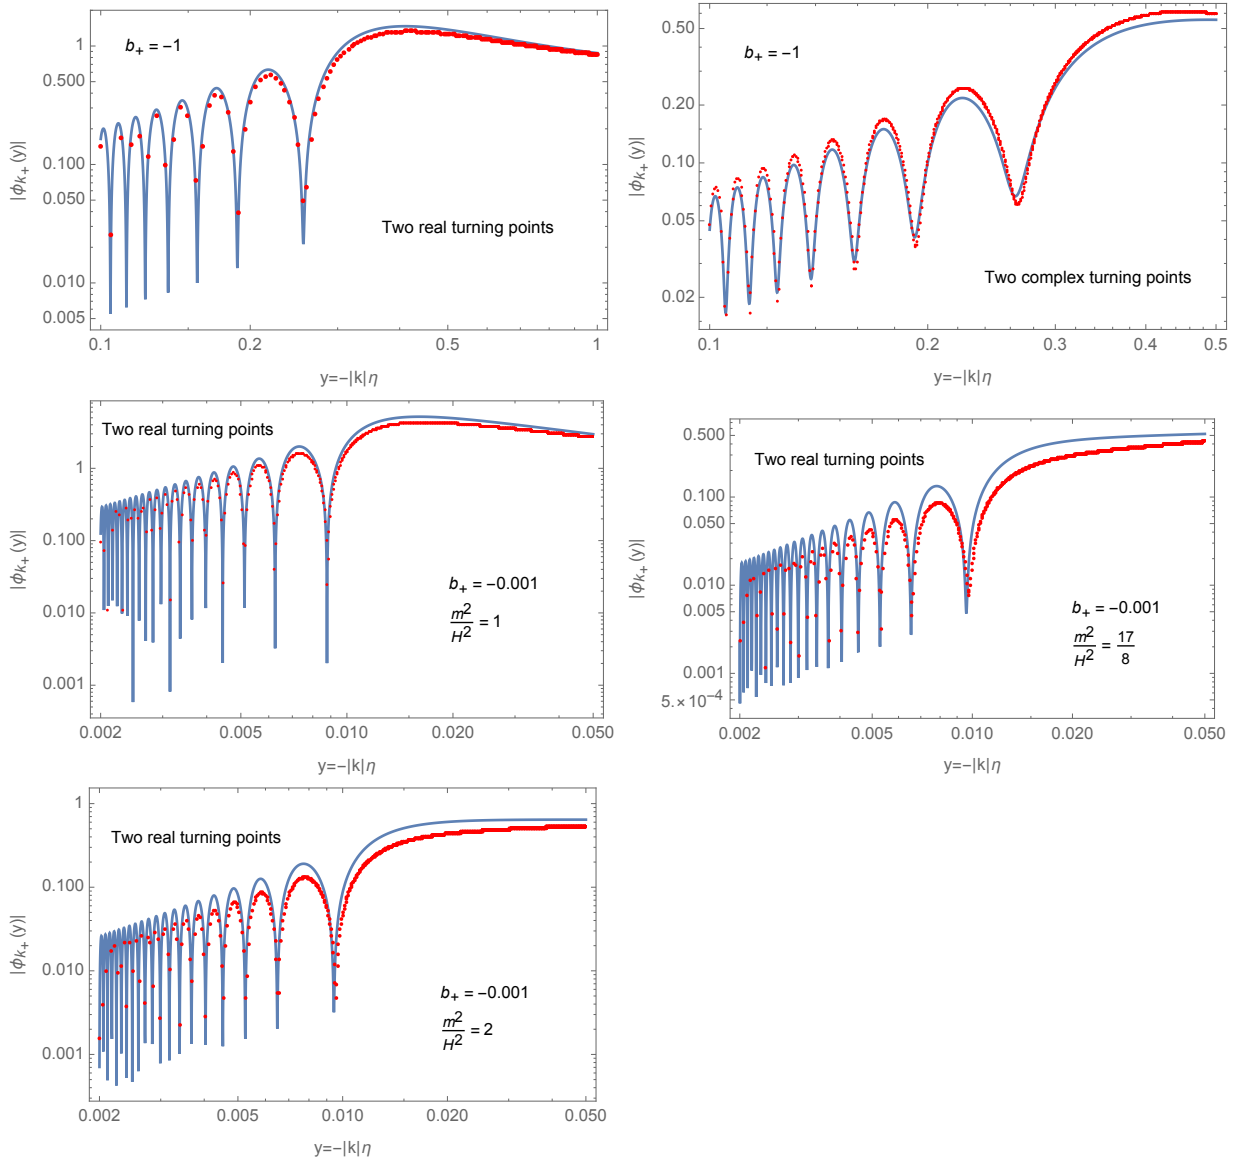 b₊ = −1
1
0.500
0.100
0.050
0.010
0.005
|ϕₖ₊(y)|
Two real turning points
0.1 0.2 0.5 1
y=−|k|η
b₊ = −1
0.50
0.20
0.10
0.05
0.02
|ϕₖ₊(y)|
Two complex turning points
0.1 0.2 0.3 0.4 0.5
y=−|k|η
Two real turning points
1
0.100
0.010
0.001
|ϕₖ₊(y)|
b₊ = −0.001
m²/H² = 1
0.002 0.005 0.010 0.020 0.050
y=−|k|η
0.500
0.100
0.050
0.010
0.005
0.001
5.×10⁻⁴
Two real turning points
|ϕₖ₊(y)|
b₊ = −0.001
m²/H² = 17/8
0.002 0.005 0.010 0.020 0.050
y=−|k|η
1
0.100
0.010
0.001
Two real turning points
|ϕₖ₊(y)|
b₊ = −0.001
m²/H² = 2
0.002 0.005 0.010 0.020 0.050
y=−|k|η